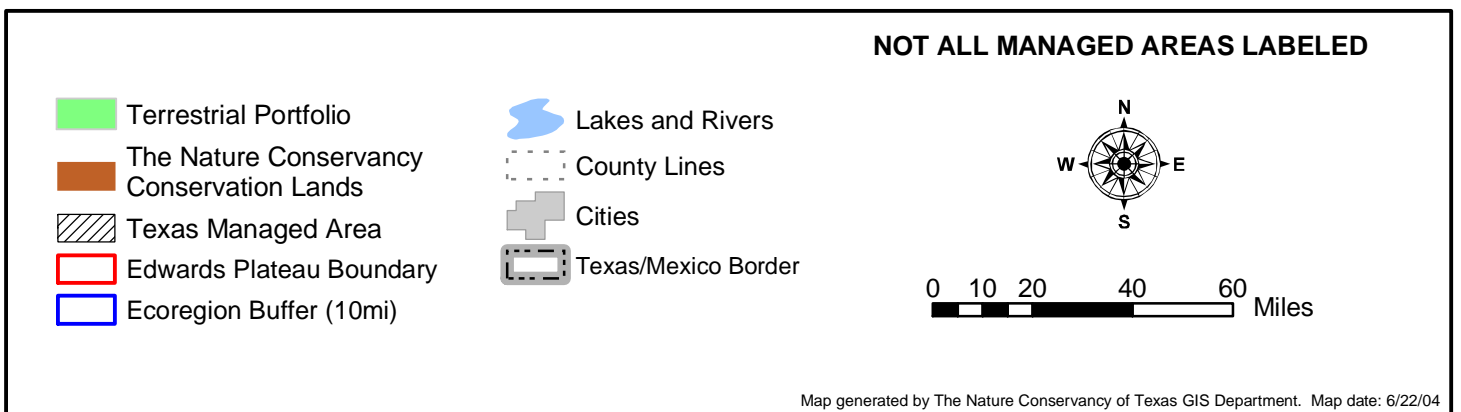 NOT ALL MANAGED AREAS LABELED
Terrestrial Portfolio
The Nature Conservancy
Conservation Lands
Texas Managed Area
Edwards Plateau Boundary
Ecoregion Buffer (10mi)
Lakes and Rivers
County Lines
Cities
Texas/Mexico Border
N
W E
S
0 10 20 40 60
Miles
Map generated by The Nature Conservancy of Texas GIS Department. Map date: 6/22/04